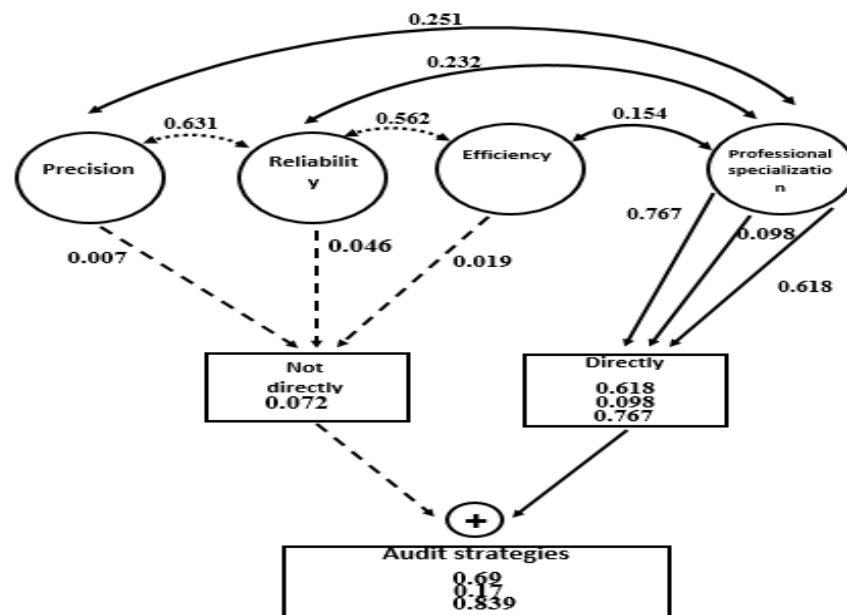 0.251
0.232
0.631
0.562
0.154
Precision
Reliabilit
y
Efficiency
Professional
specializatio
n
0.007
0.046
0.019
0.767
0.098
0.618
Not
directly
0.072
Directly
0.618
0.098
0.767
+
Audit strategies
0.69
0.17
0.839